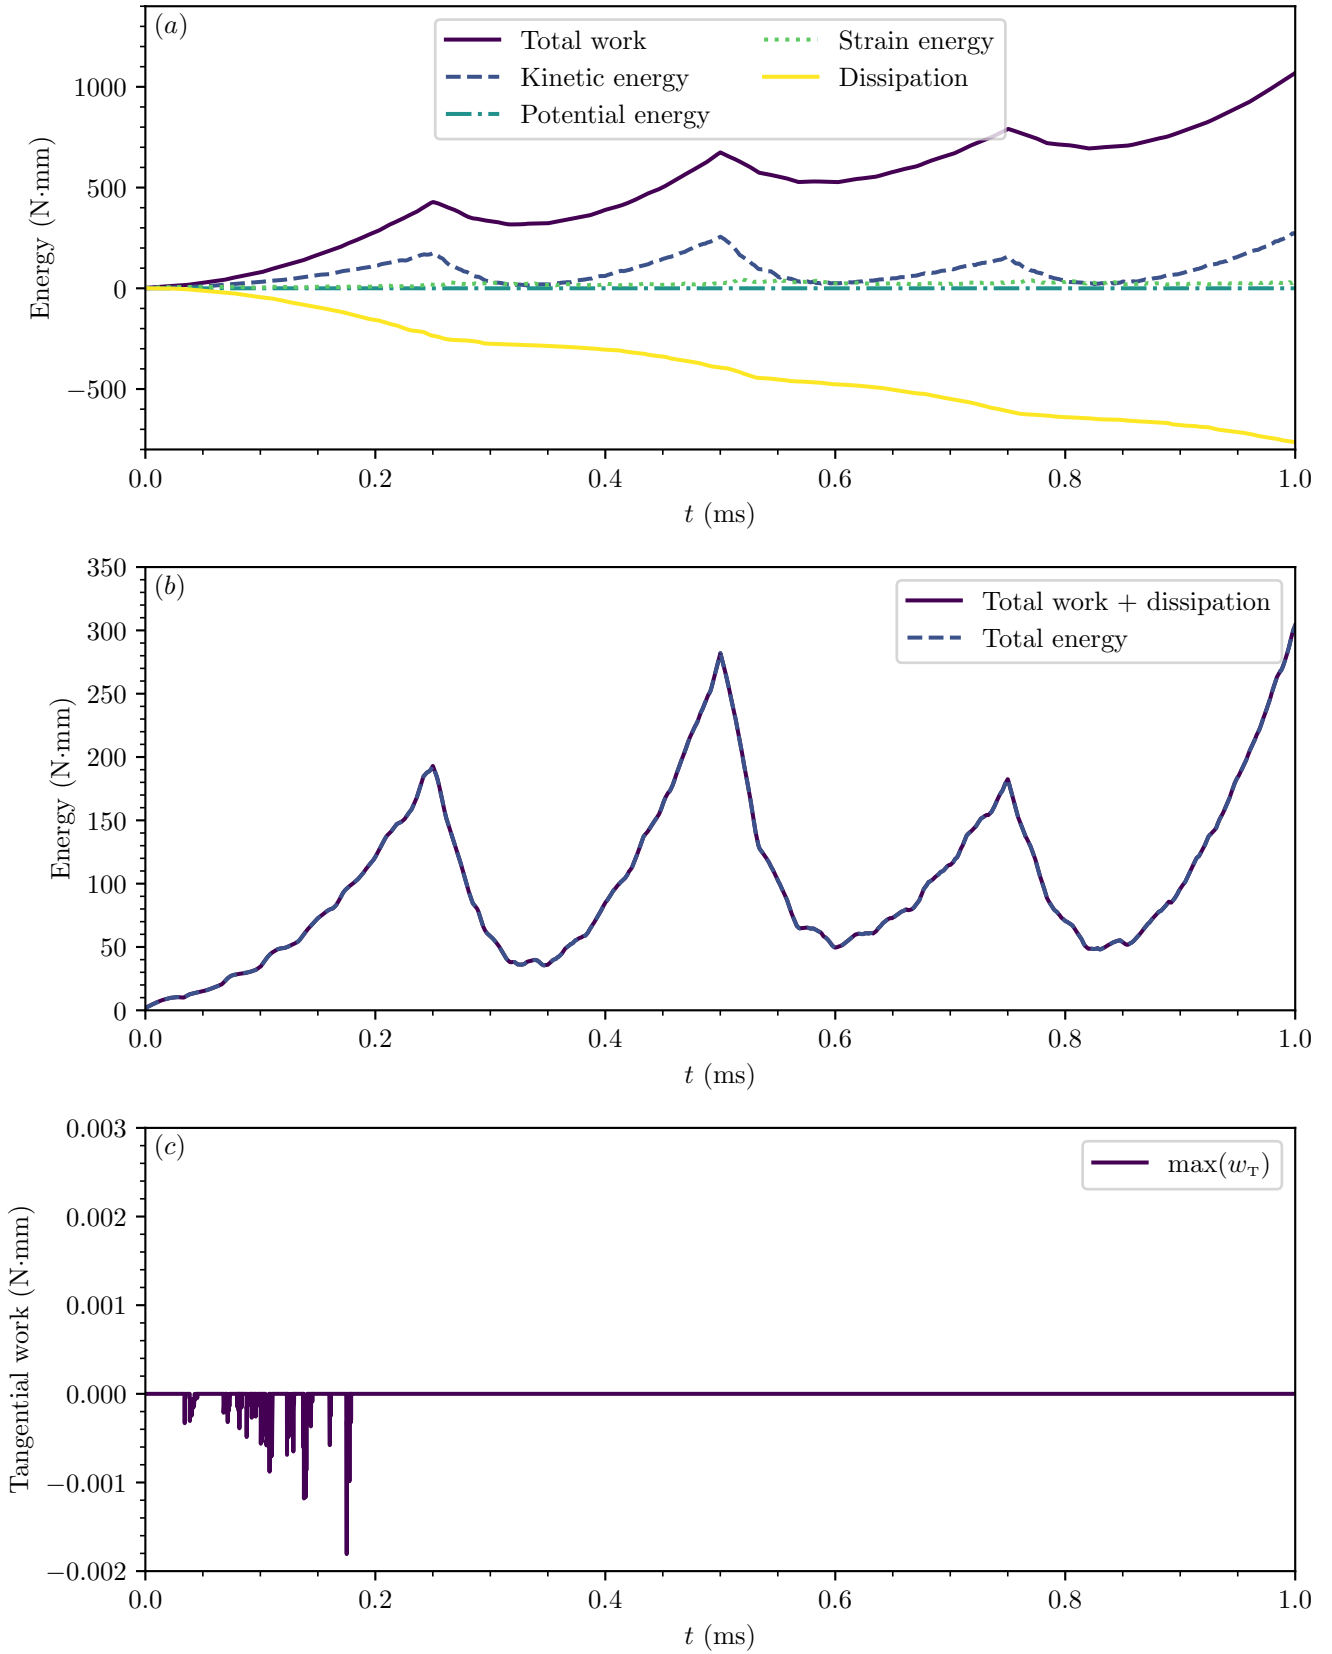 (a)
Total work
Kinetic energy
Potential energy
Strain energy
Dissipation
1000
500
0
−500
Energy (N·mm)
0.0 0.2 0.4 0.6 0.8 1.0
t (ms)
(b)
Total work + dissipation
Total energy
350
300
250
200
150
100
50
0
Energy (N·mm)
0.0 0.2 0.4 0.6 0.8 1.0
t (ms)
(c)
max(w_T)
0.003
0.002
0.001
0.000
−0.001
−0.002
Tangential work (N·mm)
0.0 0.2 0.4 0.6 0.8 1.0
t (ms)